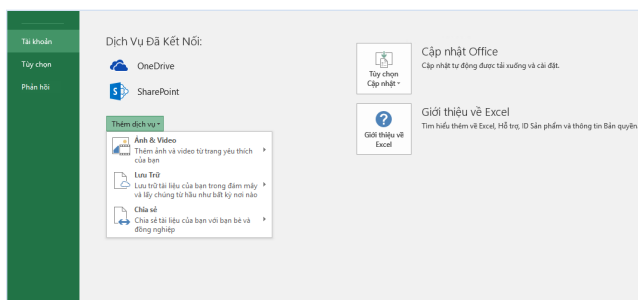 Tài khoản
Tùy chọn
Phản hồi
Dịch Vụ Đã Kết Nối:
OneDrive
SharePoint
Thêm dịch vụ
Ảnh & Video
Thêm ảnh và video từ trang yêu thích
của bạn
Lưu Trữ
Lưu trữ tài liệu của bạn trong đám mây
và lấy chúng từ hầu như bất kỳ nơi nào
Chia sẻ
Chia sẻ tài liệu của bạn với bạn bè và
đồng nghiệp
Tùy chọn
Cập nhật
Cập nhật Office
Cập nhật tự động được tải xuống và cài đặt.
Giới thiệu về
Excel
Giới thiệu về Excel
Tìm hiểu thêm về Excel, Hỗ trợ, ID Sản phẩm và thông tin Bản quyền.